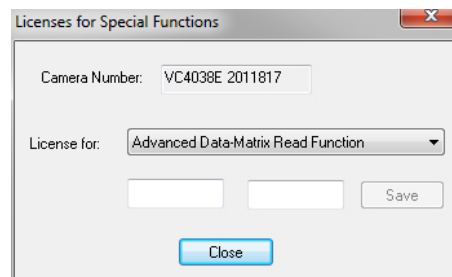 Licenses for Special Functions
Camera Number: VC4038E 2011817
License for: Advanced Data-Matrix Read Function
Save
Close